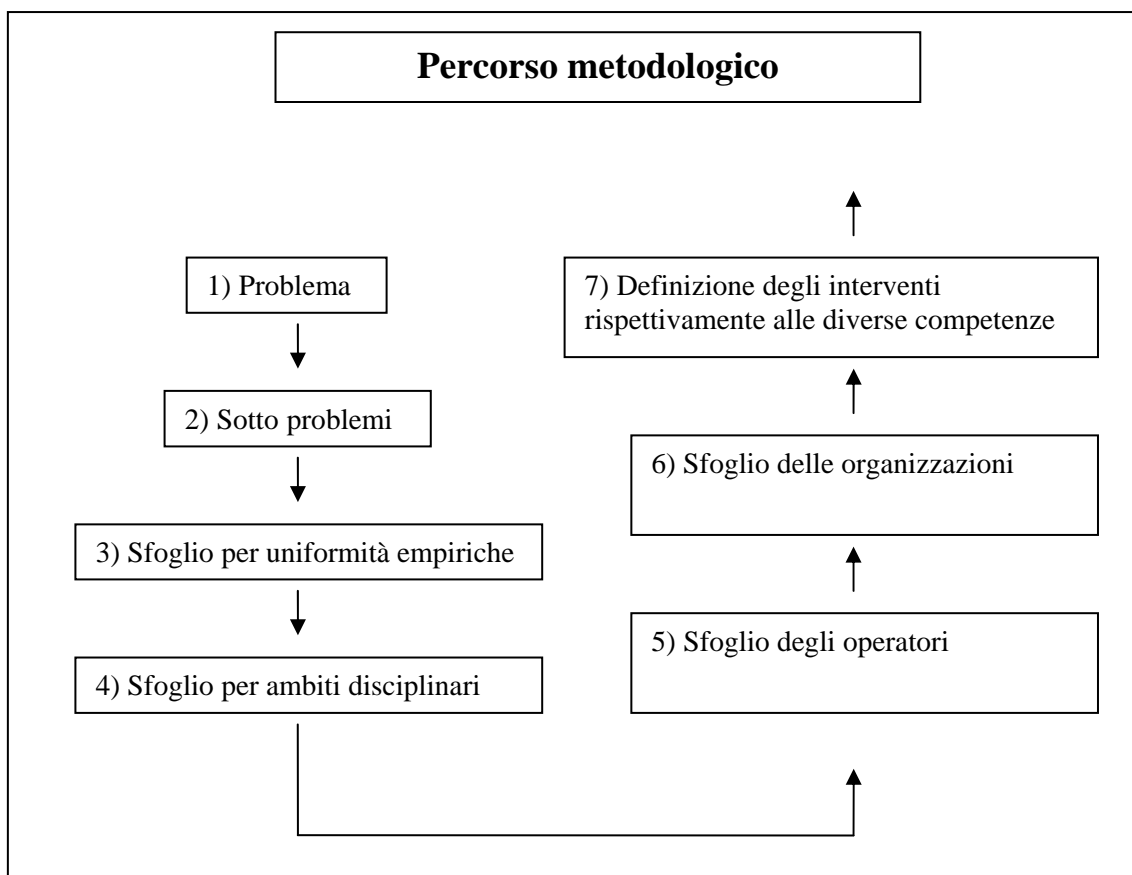 Percorso metodologico
1) Problema
2) Sotto problemi
3) Sfoglio per uniformità empiriche
4) Sfoglio per ambiti disciplinari
5) Sfoglio degli operatori
6) Sfoglio delle organizzazioni
7) Definizione degli interventi
rispettivamente alle diverse competenze